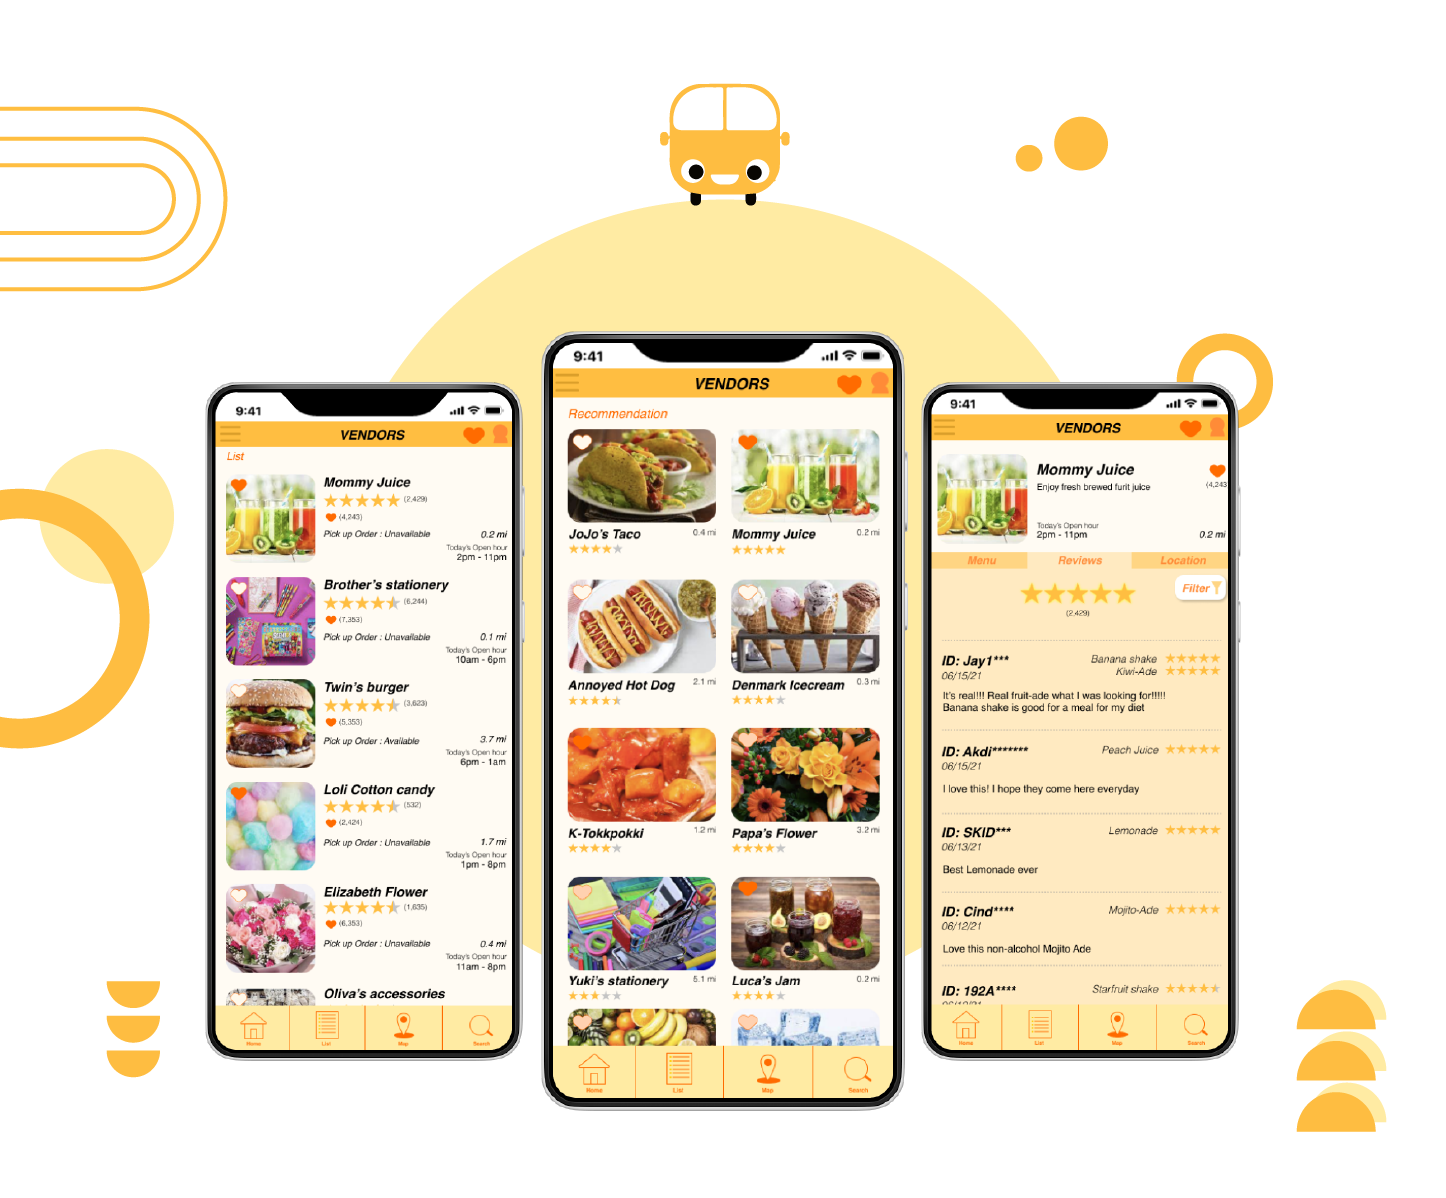 9:41
VENDORS
List
Mommy Juice
(2,429)
(4,243)
Pick up Order : Unavailable
0.2 mi
Today's Open hour
2pm - 11pm
Brother's stationery
(6,244)
(7,353)
Pick up Order : Unavailable
0.1 mi
Today's Open hour
10am - 6pm
Twin's burger
(3,623)
(5,353)
Pick up Order : Available
3.7 mi
Today's Open hour
6pm - 1am
Loli Cotton candy
(532)
(2,424)
Pick up Order : Unavailable
1.7 mi
Today's Open hour
1pm - 8pm
Elizabeth Flower
(1,635)
(6,353)
Pick up Order : Unavailable
0.4 mi
Today's Open hour
11am - 8pm
Oliva's accessories
Home List Map Search
9:41
VENDORS
Recommendation
JoJo's Taco 0.4 mi
Mommy Juice 0.2 mi
Annoyed Hot Dog 2.1 mi
Denmark Icecream 0.3 mi
K-Tokkpokki 1.2 mi
Papa's Flower 3.2 mi
Yuki's stationery 5.1 mi
Luca's Jam 0.2 mi
Home List Map Search
9:41
VENDORS
Mommy Juice
Enjoy fresh brewed furit juice
(4,243
Today's Open hour
2pm - 11pm
0.2 mi
Menu Reviews Location
Filter
(2,429)
ID: Jay1*** Banana shake
06/15/21 Kiwi-Ade
It's real!!! Real fruit-ade what I was looking for!!!!!
Banana shake is good for a meal for my diet
ID: Akdi******* Peach Juice
06/15/21
I love this! I hope they come here everyday
ID: SKID*** Lemonade
06/13/21
Best Lemonade ever
ID: Cind**** Mojito-Ade
06/12/21
Love this non-alcohol Mojito Ade
ID: 192A**** Starfruit shake
Home List Map Search